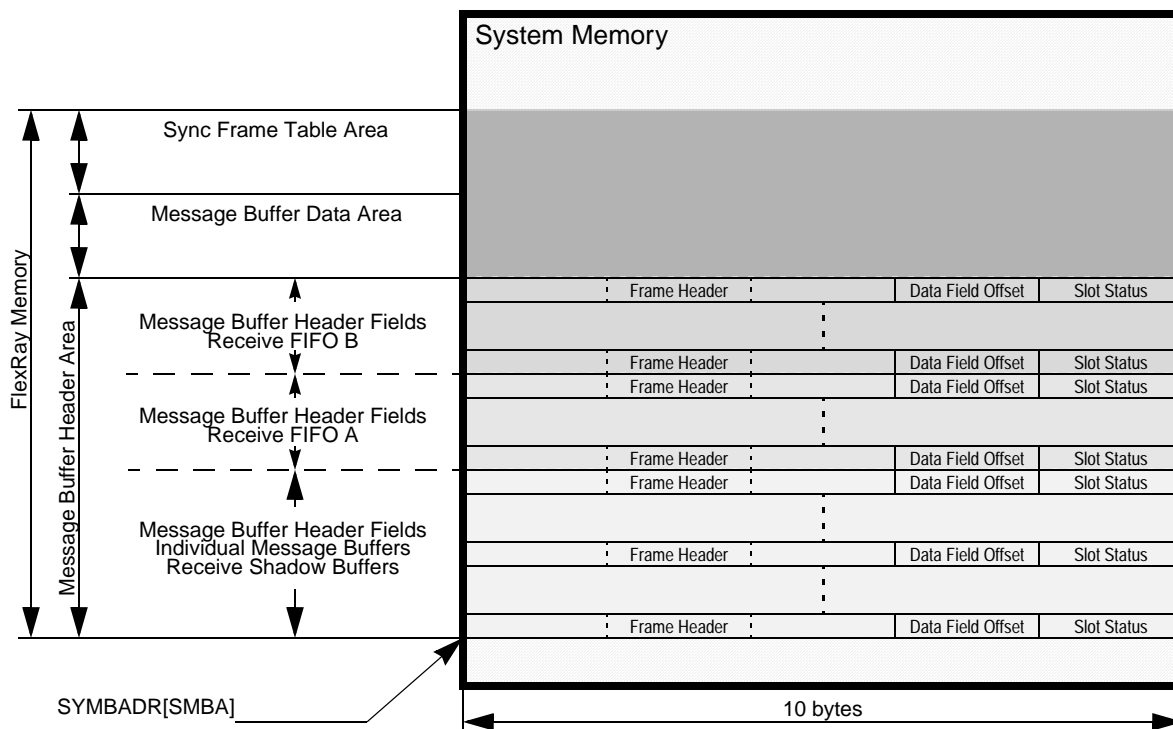 System Memory
Sync Frame Table Area
Message Buffer Data Area
FlexRay Memory
Message Buffer Header Area
Frame Header Data Field Offset Slot Status
Message Buffer Header Fields
Receive FIFO B
Frame Header Data Field Offset Slot Status
Frame Header Data Field Offset Slot Status
Message Buffer Header Fields
Receive FIFO A
Frame Header Data Field Offset Slot Status
Frame Header Data Field Offset Slot Status
Message Buffer Header Fields
Individual Message Buffers
Receive Shadow Buffers
Frame Header Data Field Offset Slot Status
Frame Header Data Field Offset Slot Status
SYMBADR[SMBA]
10 bytes